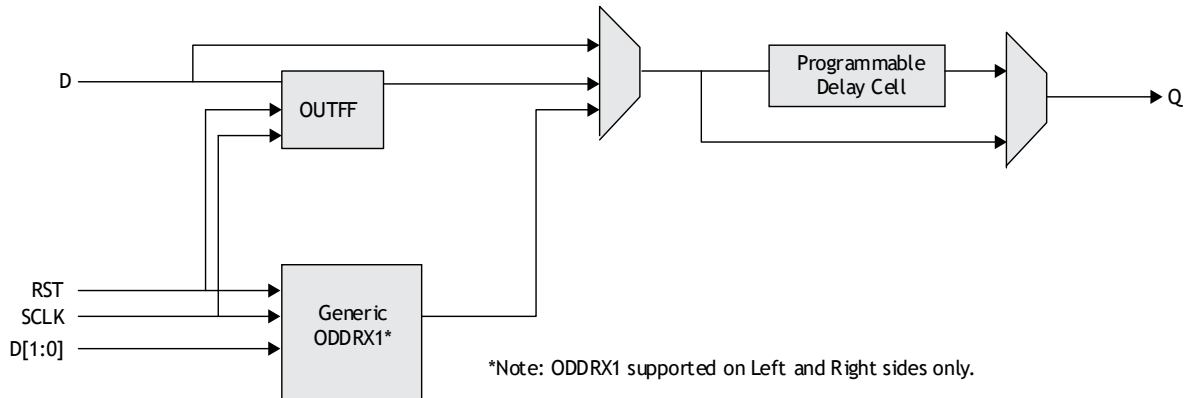 D
OUTFF
Programmable
Delay Cell
Q
RST
SCLK
D[1:0]
Generic
ODDRX1*
*Note: ODDRX1 supported on Left and Right sides only.